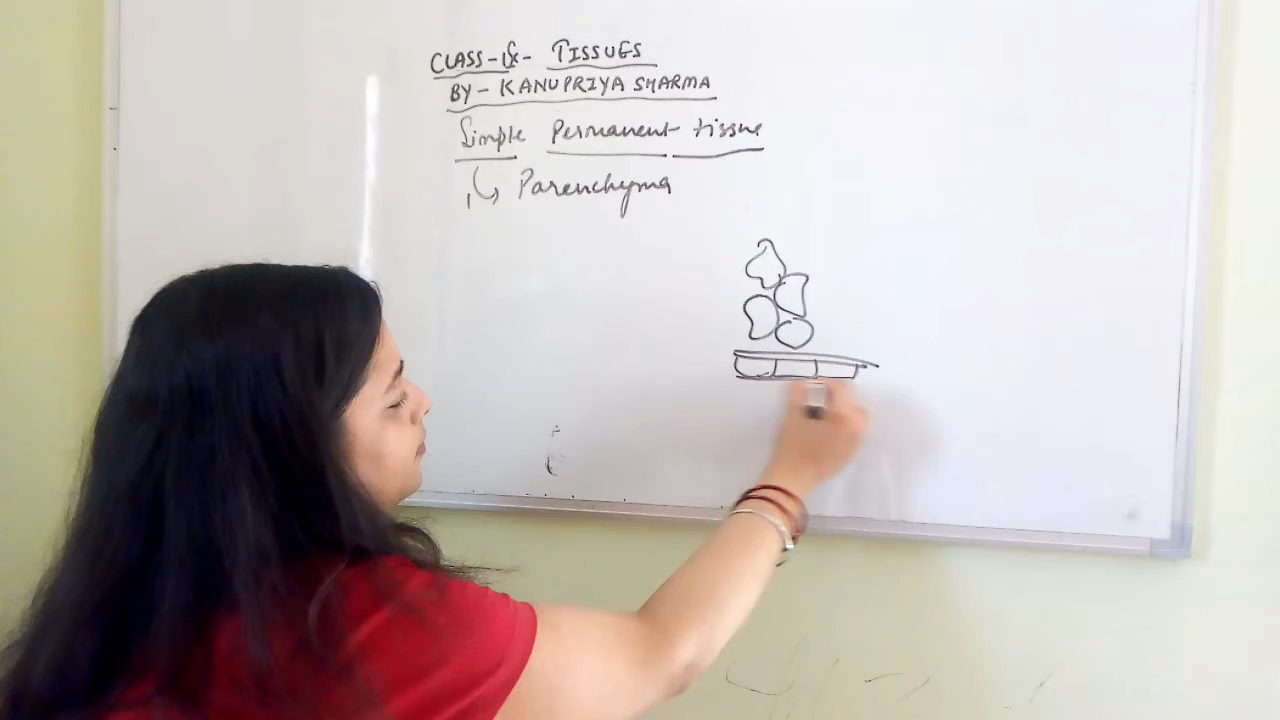 CLASS-IX- TISSUES
BY- KANUPRIYA SHARMA
Simple Permanent tissue
Parenchyma